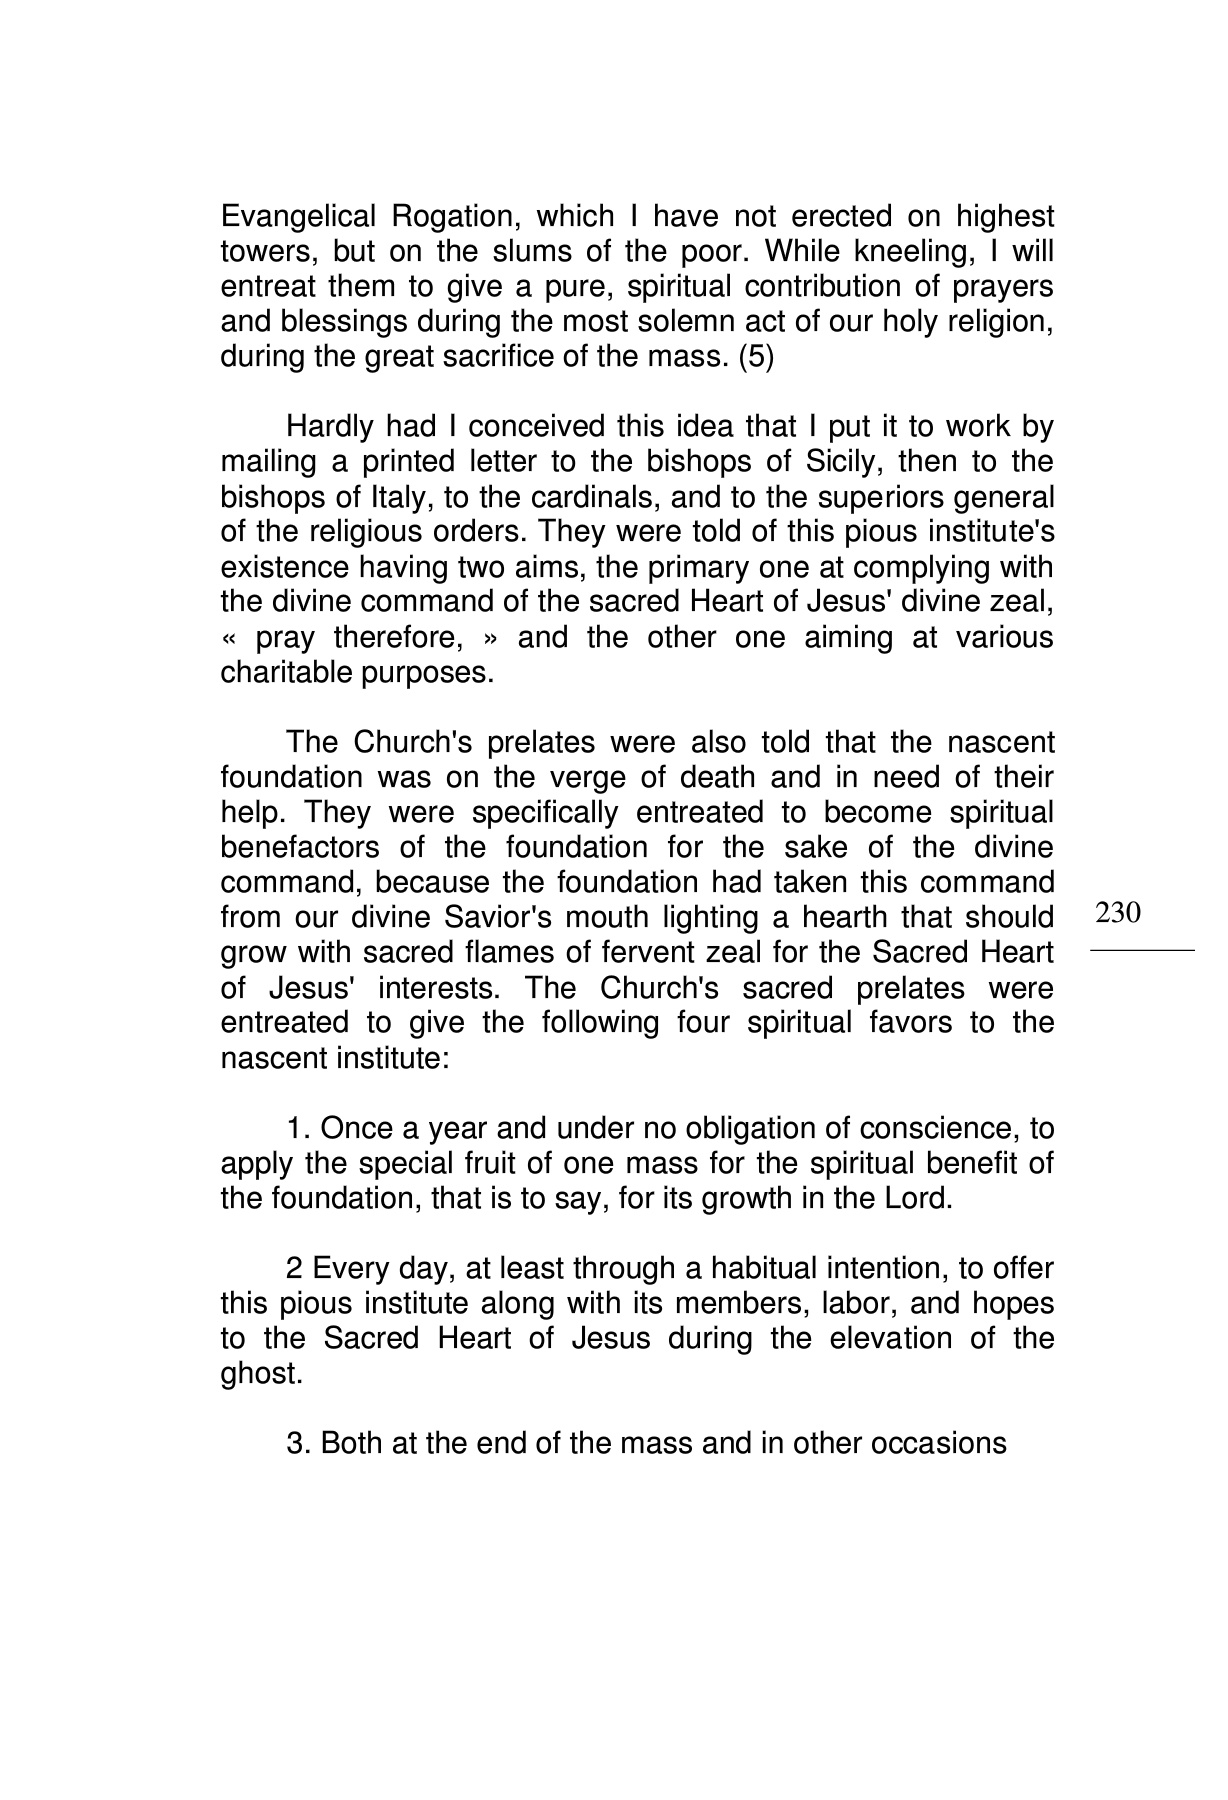 Evangelical Rogation, which I have not erected on highest
towers, but on the slums of the poor. While kneeling, I will
entreat them to give a pure, spiritual contribution of prayers
and blessings during the most solemn act of our holy religion,
during the great sacrifice of the mass. (5)
Hardly had I conceived this idea that I put it to work by
mailing a printed letter to the bishops of Sicily, then to the
bishops of Italy, to the cardinals, and to the superiors general
of the religious orders. They were told of this pious institute's
existence having two aims, the primary one at complying with
the divine command of the sacred Heart of Jesus' divine zeal,
« pray therefore, » and the other one aiming at various
charitable purposes.
The Church's prelates were also told that the nascent
foundation was on the verge of death and in need of their
help. They were specifically entreated to become spiritual
benefactors of the foundation for the sake of the divine
command, because the foundation had taken this command
from our divine Savior's mouth lighting a hearth that should
grow with sacred flames of fervent zeal for the Sacred Heart
of Jesus' interests. The Church's sacred prelates were
entreated to give the following four spiritual favors to the
nascent institute:
230
1. Once a year and under no obligation of conscience, to
apply the special fruit of one mass for the spiritual benefit of
the foundation, that is to say, for its growth in the Lord.
2 Every day, at least through a habitual intention, to offer
this pious institute along with its members, labor, and hopes
to the Sacred Heart of Jesus during the elevation of the
ghost.
3. Both at the end of the mass and in other occasions